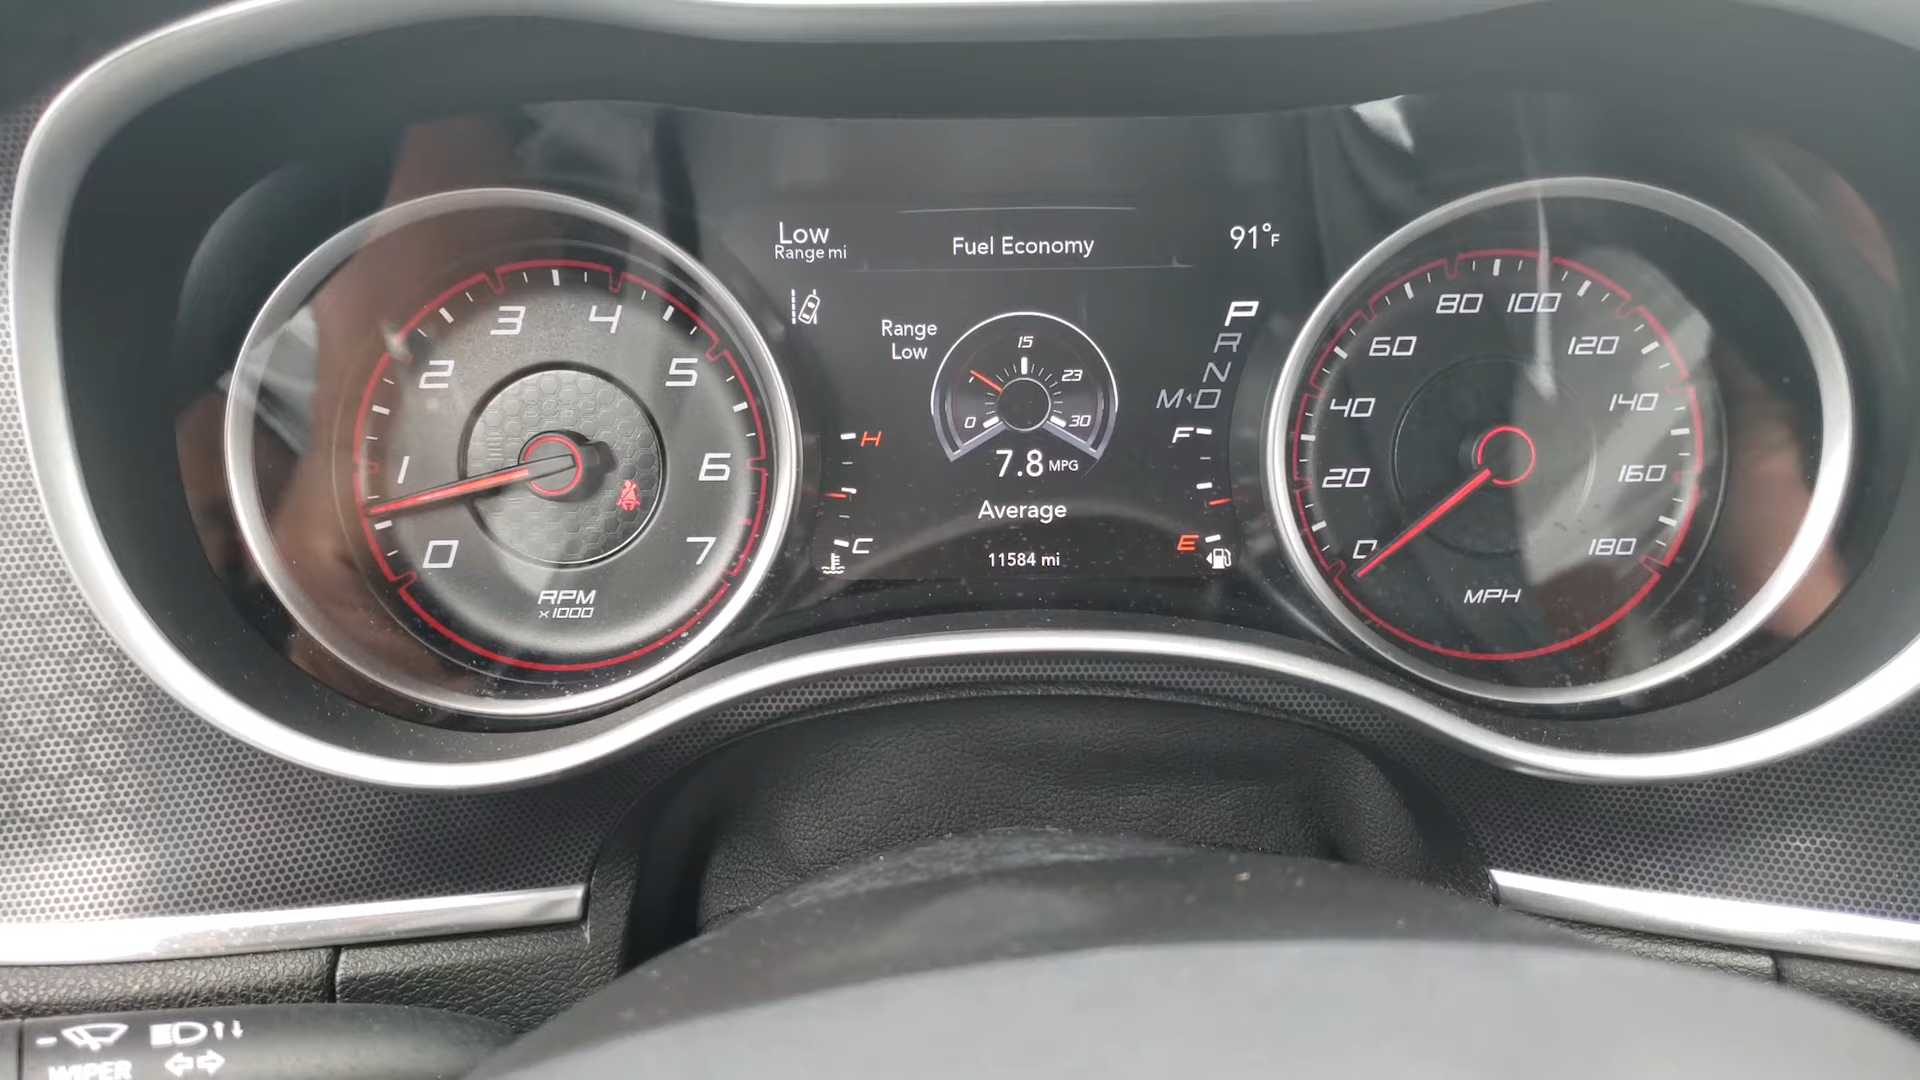 3
4
2
5
1
6
0
7
RPM
x1000
Low
Range mi
Fuel Economy
91°F
Range
Low
15
23
0
30
7.8 MPG
Average
11584 mi
H
C
P
R
N
M D
F
E
80
100
60
120
40
140
20
160
0
180
MPH
WIPER